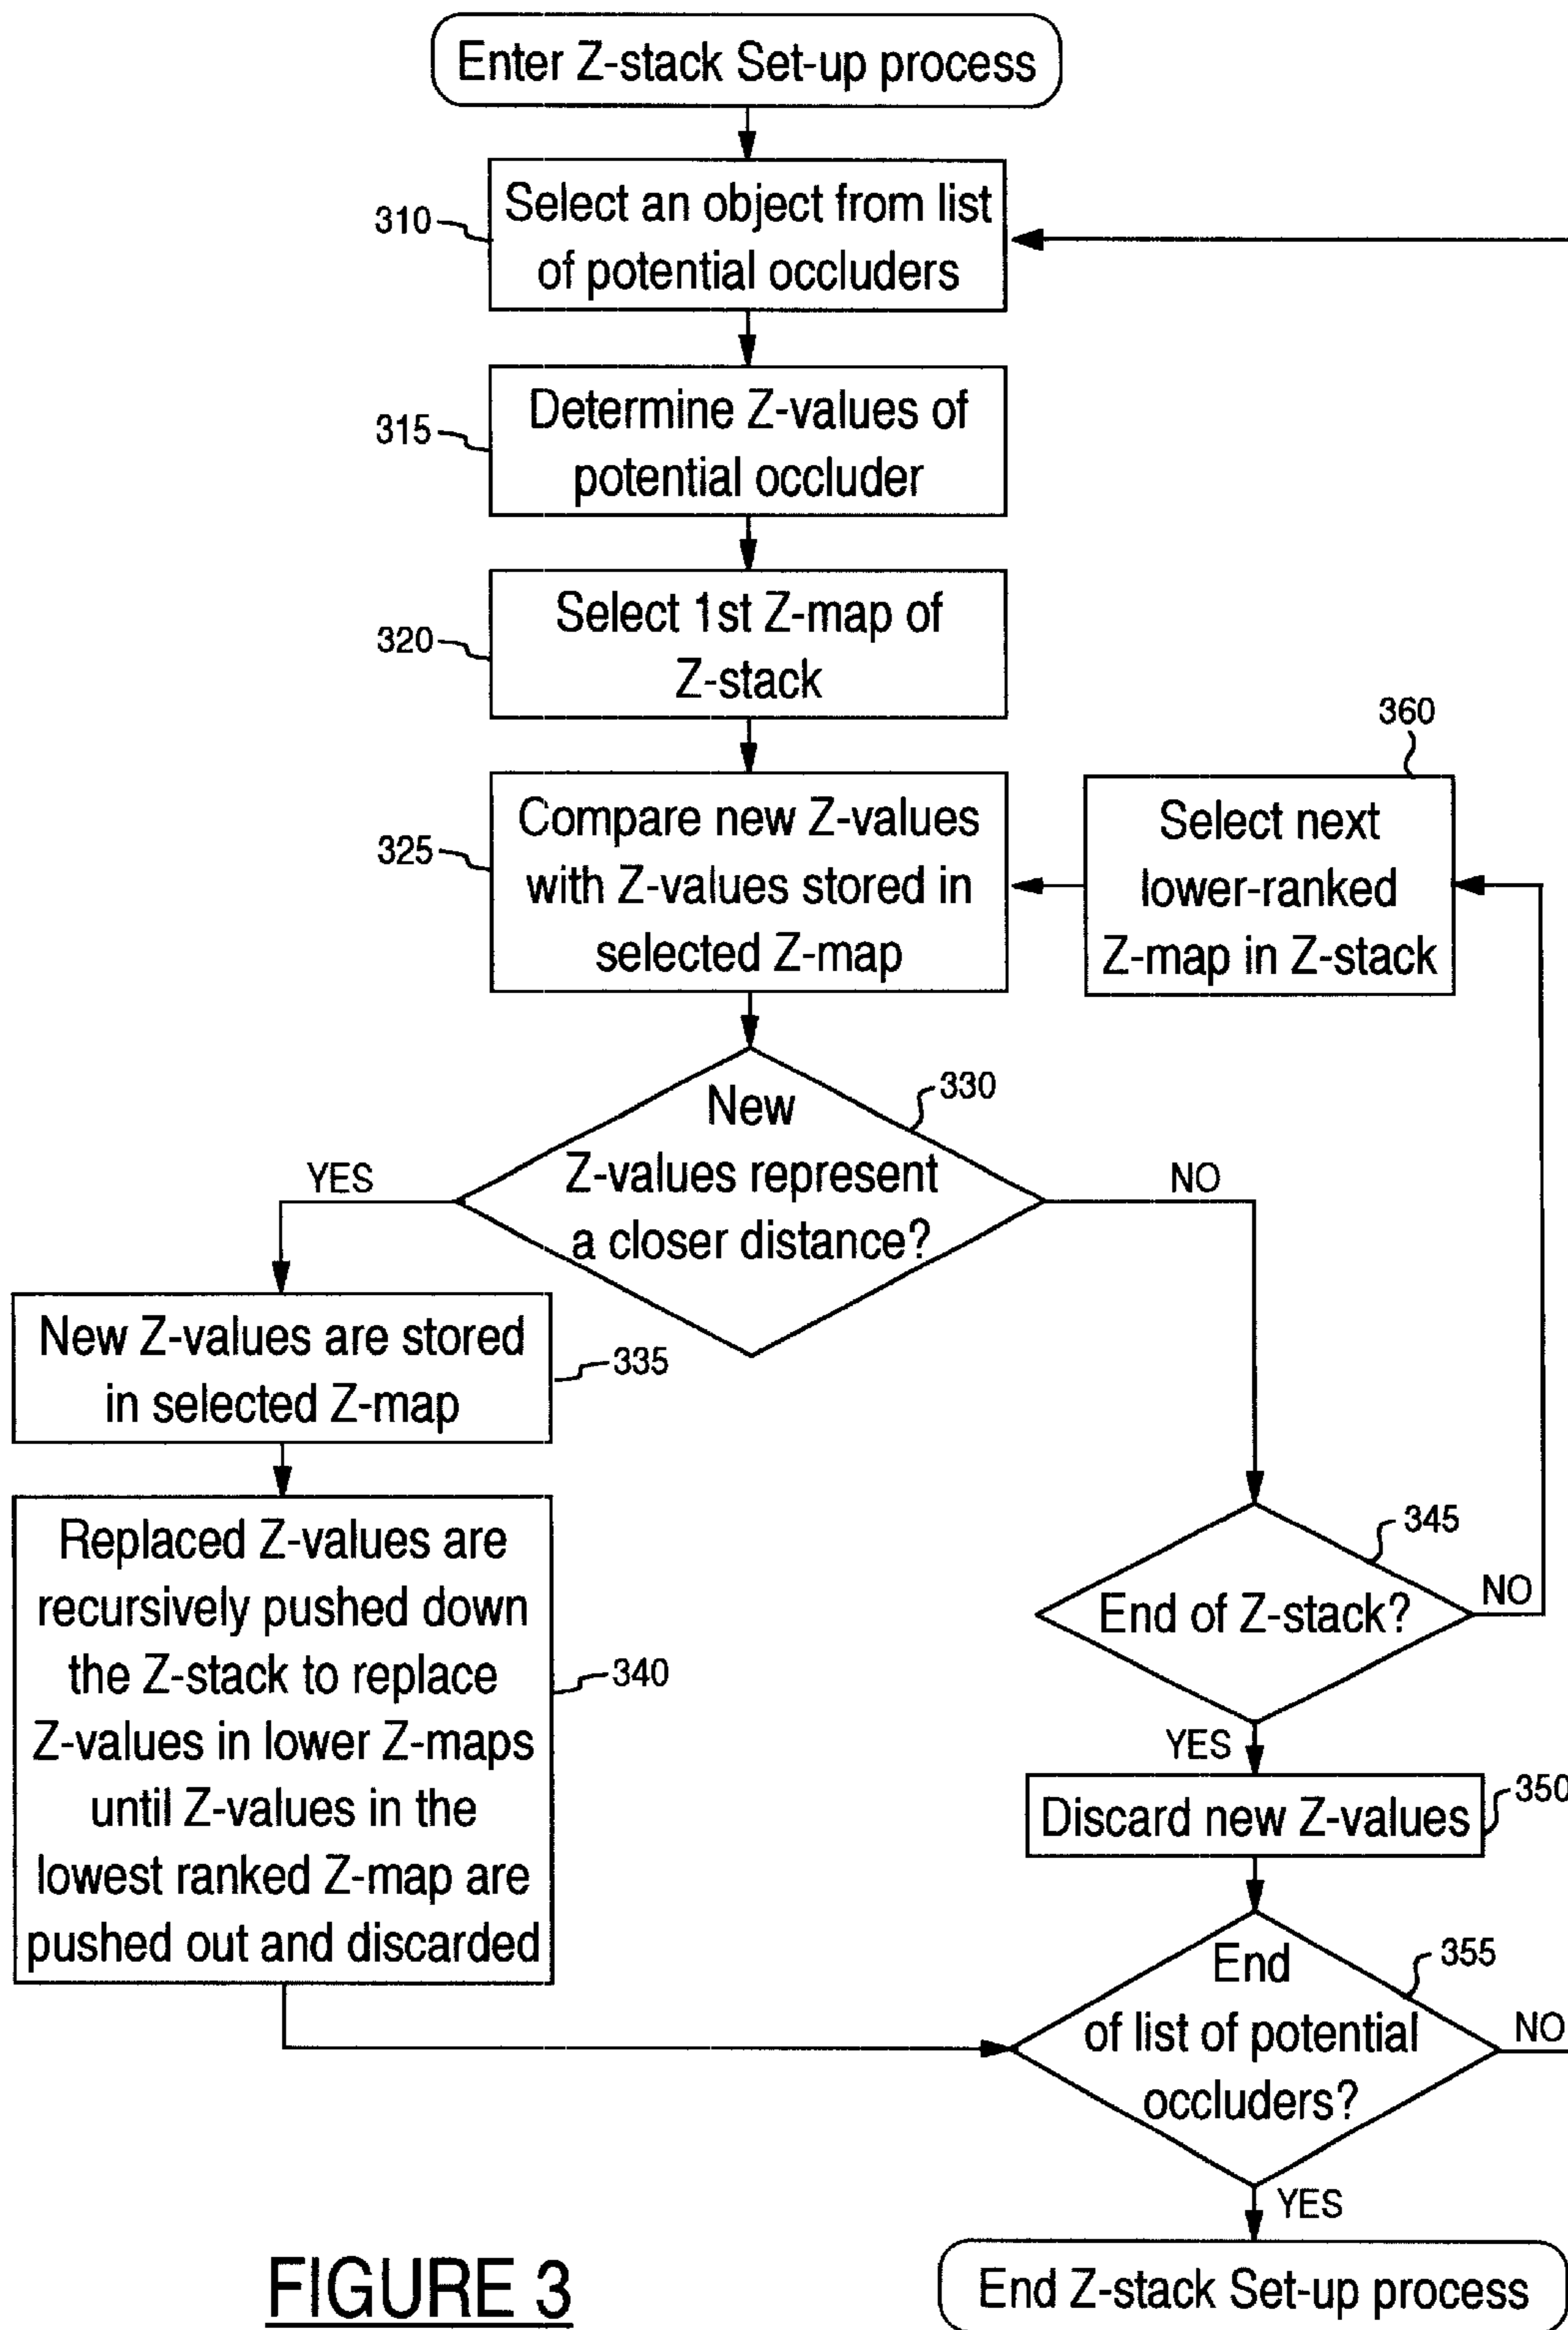 Enter Z-stack Set-up process
310
Select an object from list
of potential occluders
315
Determine Z-values of
potential occluder
320
Select 1st Z-map of
Z-stack
325
Compare new Z-values
with Z-values stored in
selected Z-map
360
Select next
lower-ranked
Z-map in Z-stack
330
New
Z-values represent
a closer distance?
YES
NO
New Z-values are stored
in selected Z-map
335
Replaced Z-values are
recursively pushed down
the Z-stack to replace
Z-values in lower Z-maps
until Z-values in the
lowest ranked Z-map are
pushed out and discarded
340
345
End of Z-stack?
NO
YES
Discard new Z-values
350
355
End
of list of potential
occluders?
NO
YES
End Z-stack Set-up process
FIGURE 3